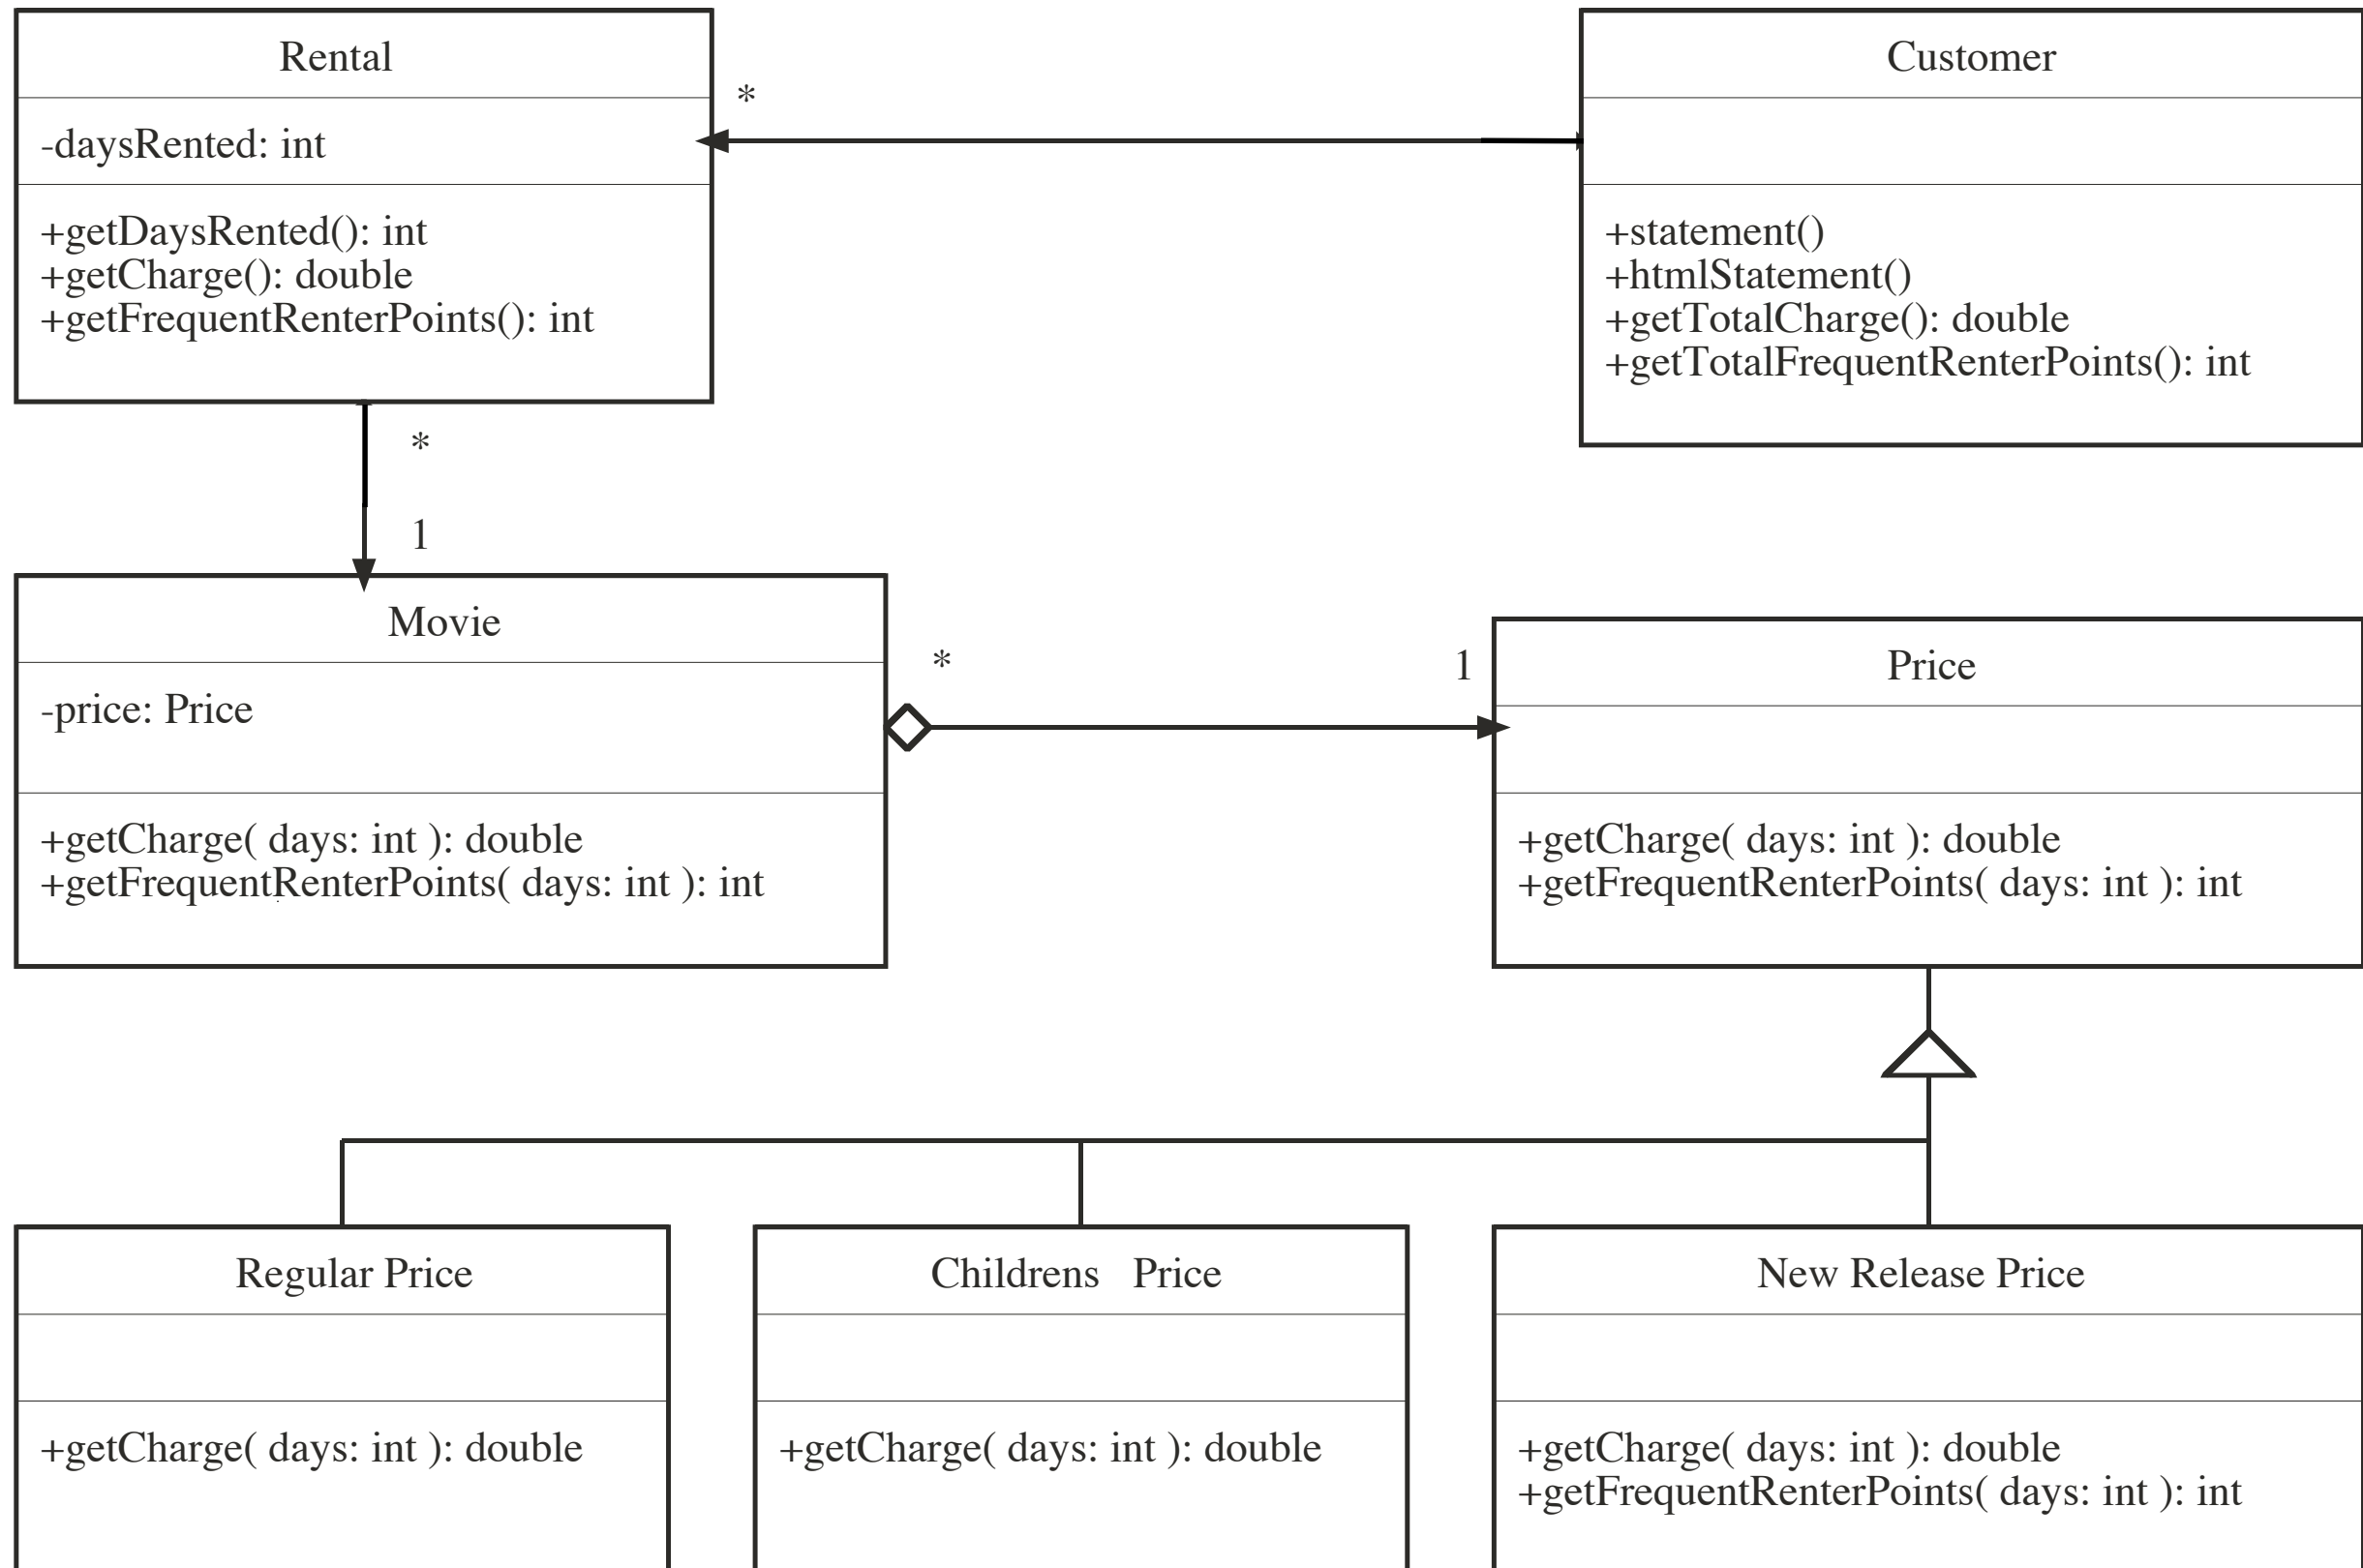 Rental
-daysRented: int
+getDaysRented(): int
+getCharge(): double
+getFrequentRenterPoints(): int
*
Customer
+statement()
+htmlStatement()
+getTotalCharge(): double
+getTotalFrequentRenterPoints(): int
*
1
Movie
-price: Price
+getCharge( days: int ): double
+getFrequentRenterPoints( days: int ): int
*
1
Price
+getCharge( days: int ): double
+getFrequentRenterPoints( days: int ): int
Regular Price
+getCharge( days: int ): double
Childrens Price
+getCharge( days: int ): double
New Release Price
+getCharge( days: int ): double
+getFrequentRenterPoints( days: int ): int